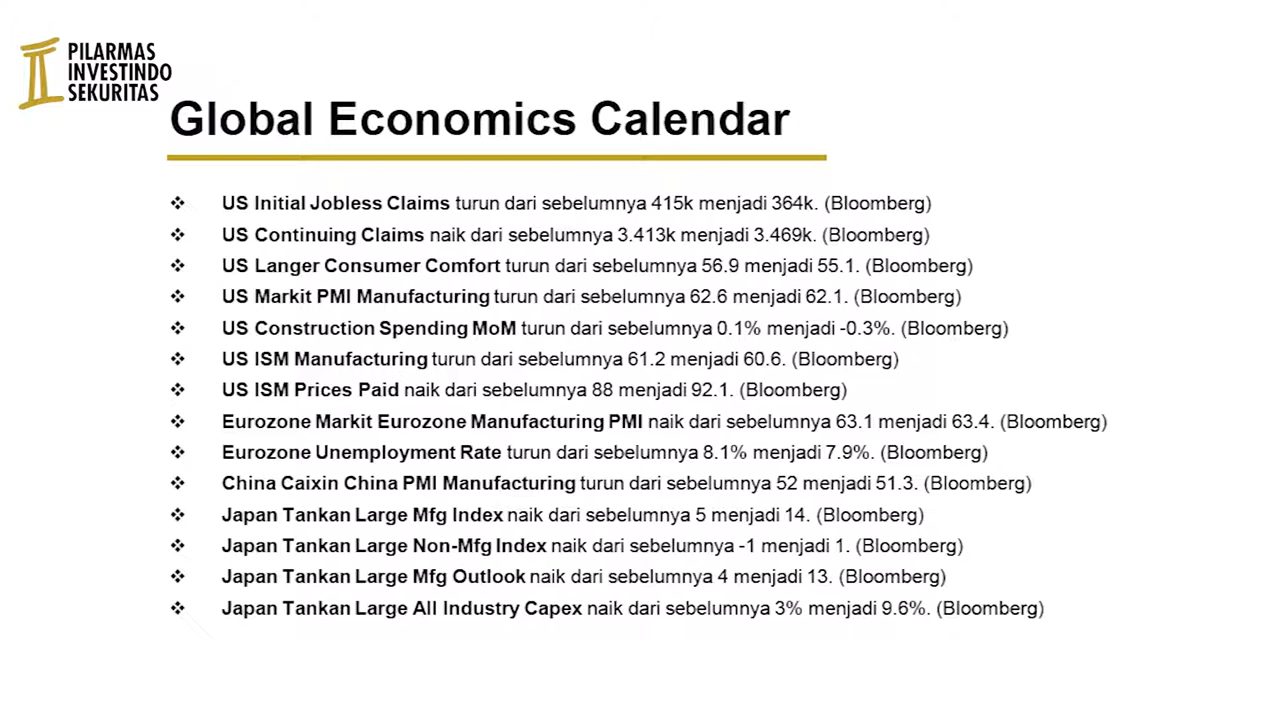 PILARMAS
INVESTINDO
SEKURITAS
Global Economics Calendar
❖ US Initial Jobless Claims turun dari sebelumnya 415k menjadi 364k. (Bloomberg)
❖ US Continuing Claims naik dari sebelumnya 3.413k menjadi 3.469k. (Bloomberg)
❖ US Langer Consumer Comfort turun dari sebelumnya 56.9 menjadi 55.1. (Bloomberg)
❖ US Markit PMI Manufacturing turun dari sebelumnya 62.6 menjadi 62.1. (Bloomberg)
❖ US Construction Spending MoM turun dari sebelumnya 0.1% menjadi -0.3%. (Bloomberg)
❖ US ISM Manufacturing turun dari sebelumnya 61.2 menjadi 60.6. (Bloomberg)
❖ US ISM Prices Paid naik dari sebelumnya 88 menjadi 92.1. (Bloomberg)
❖ Eurozone Markit Eurozone Manufacturing PMI naik dari sebelumnya 63.1 menjadi 63.4. (Bloomberg)
❖ Eurozone Unemployment Rate turun dari sebelumnya 8.1% menjadi 7.9%. (Bloomberg)
❖ China Caixin China PMI Manufacturing turun dari sebelumnya 52 menjadi 51.3. (Bloomberg)
❖ Japan Tankan Large Mfg Index naik dari sebelumnya 5 menjadi 14. (Bloomberg)
❖ Japan Tankan Large Non-Mfg Index naik dari sebelumnya -1 menjadi 1. (Bloomberg)
❖ Japan Tankan Large Mfg Outlook naik dari sebelumnya 4 menjadi 13. (Bloomberg)
❖ Japan Tankan Large All Industry Capex naik dari sebelumnya 3% menjadi 9.6%. (Bloomberg)